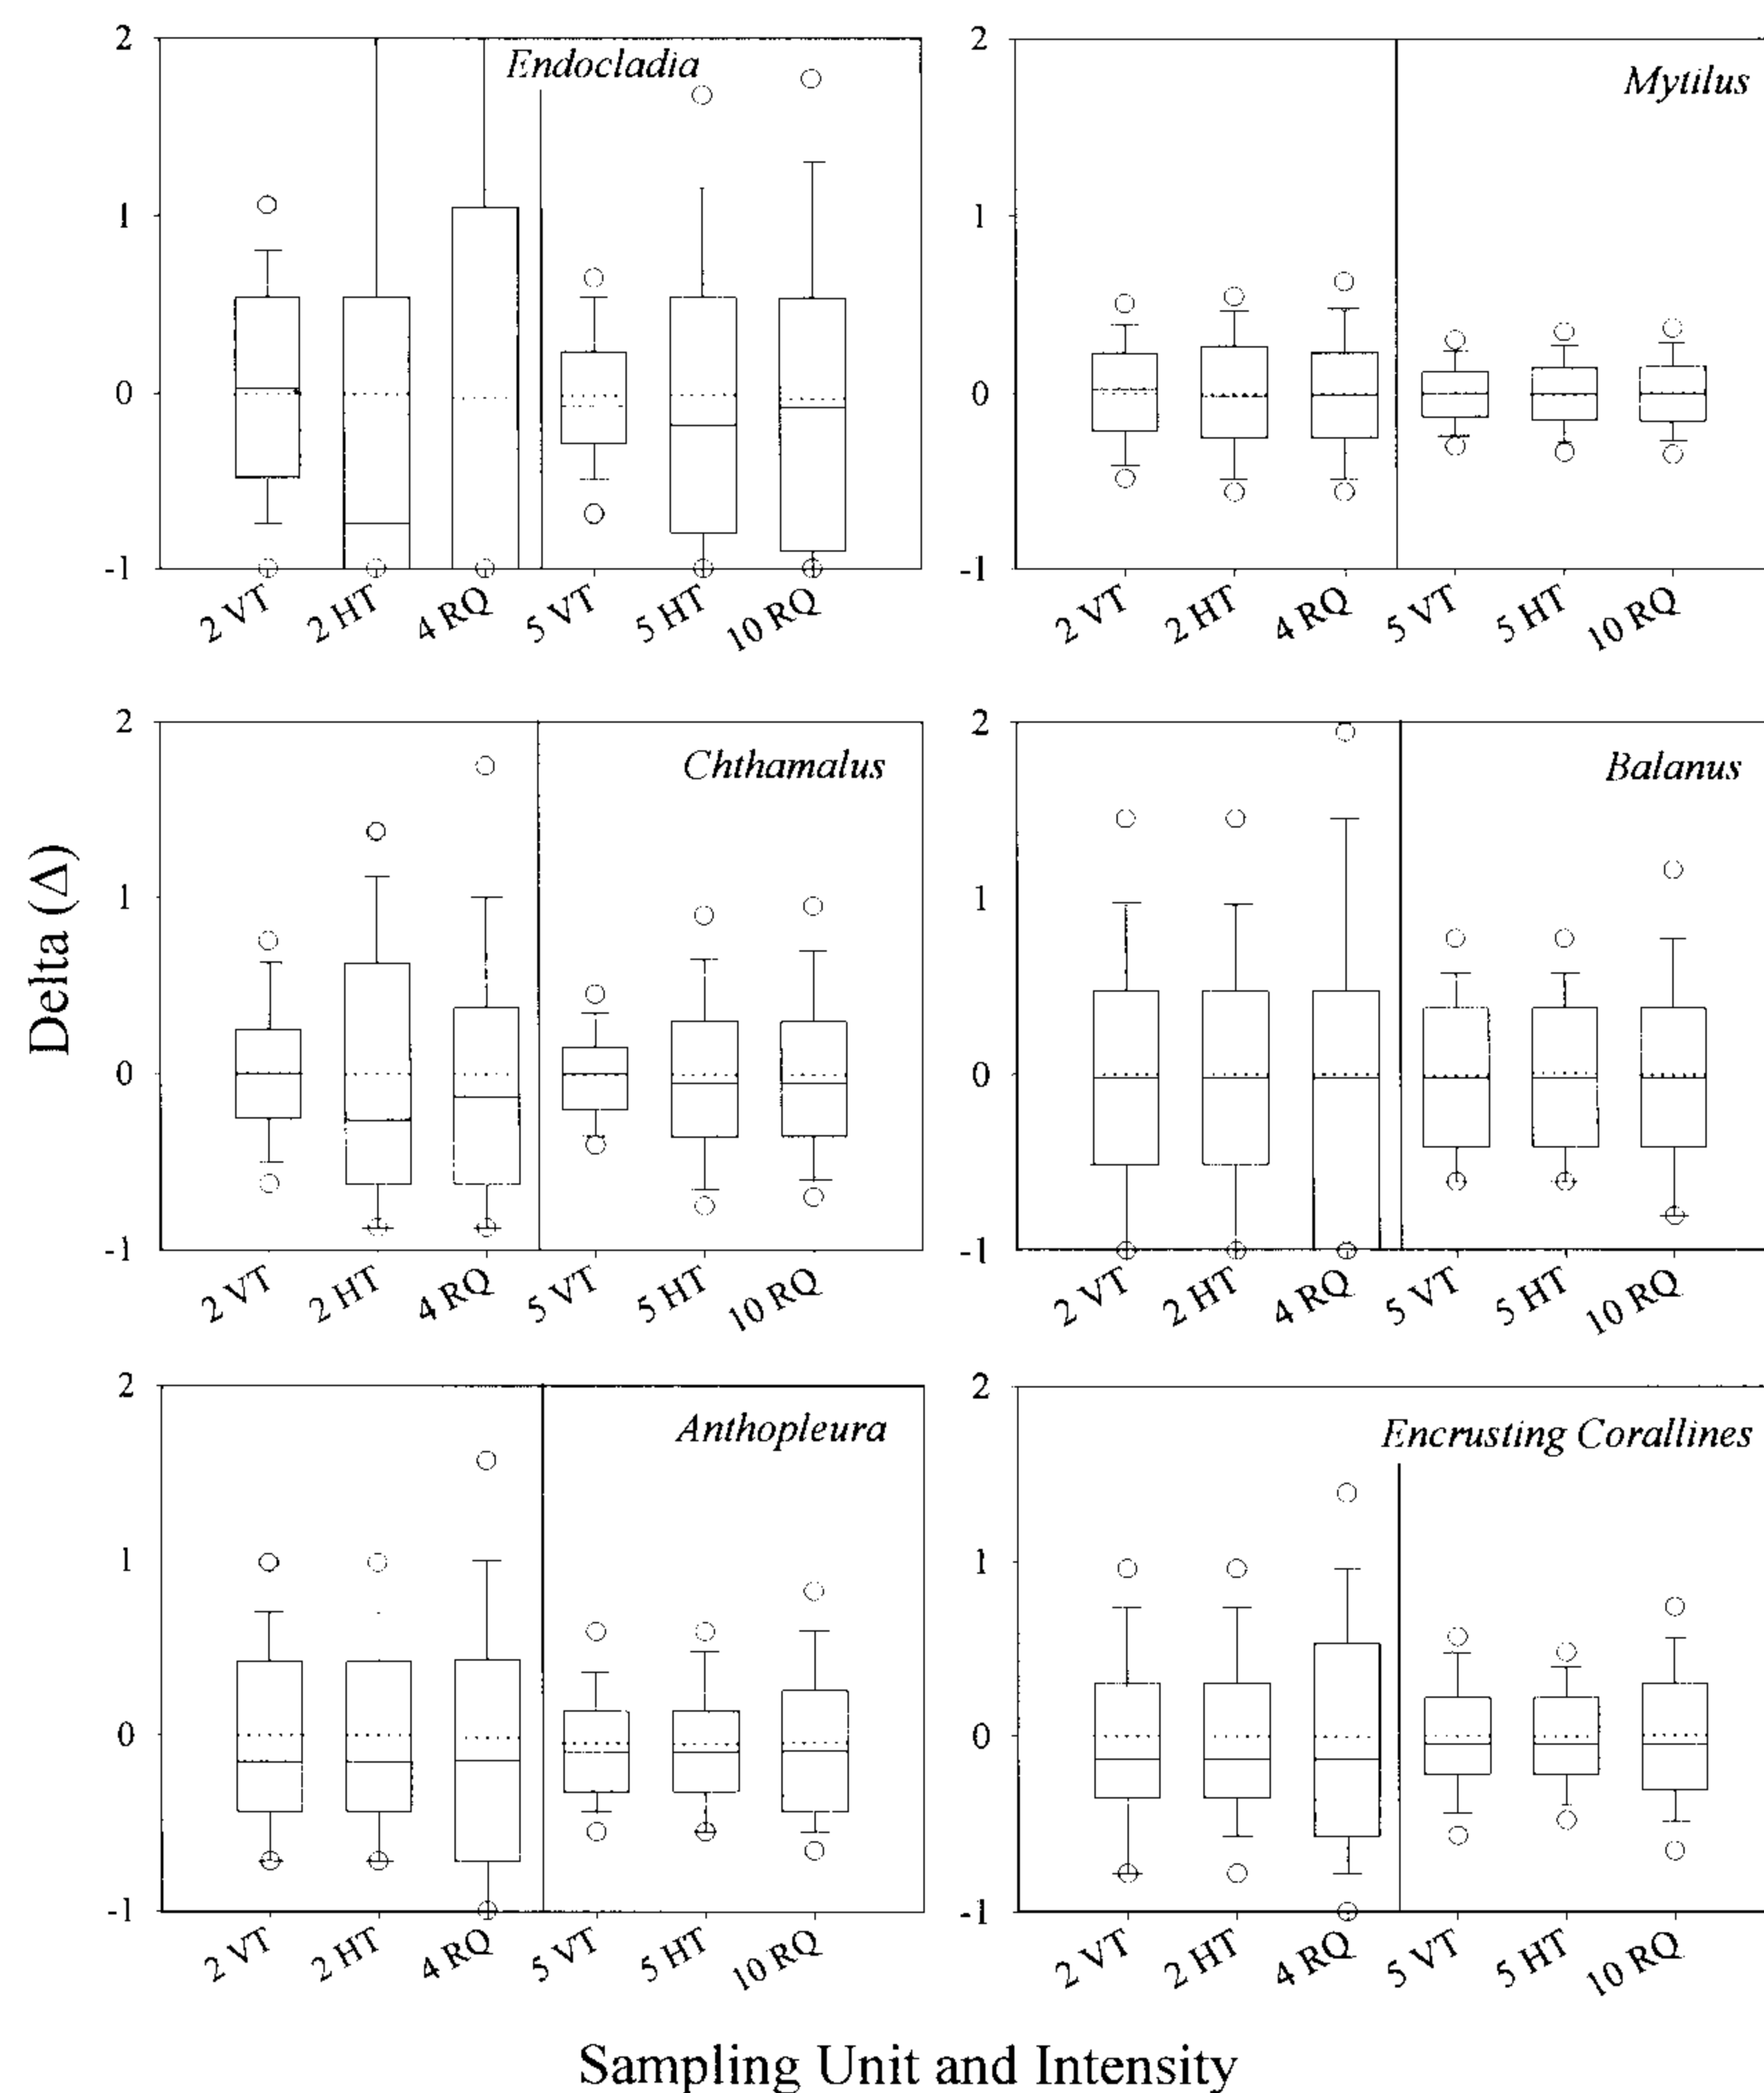 Endocladia
2
1
0
-1
2 VT 2 HT 4 RQ 5 VT 5 HT 10 RQ
Mytilus
2
1
0
-1
2 VT 2 HT 4 RQ 5 VT 5 HT 10 RQ
Delta (Δ)
Chthamalus
2
1
0
-1
2 VT 2 HT 4 RQ 5 VT 5 HT 10 RQ
Balanus
2
1
0
-1
2 VT 2 HT 4 RQ 5 VT 5 HT 10 RQ
Anthopleura
2
1
0
-1
2 VT 2 HT 4 RQ 5 VT 5 HT 10 RQ
Encrusting Corallines
2
1
0
-1
2 VT 2 HT 4 RQ 5 VT 5 HT 10 RQ
Sampling Unit and Intensity